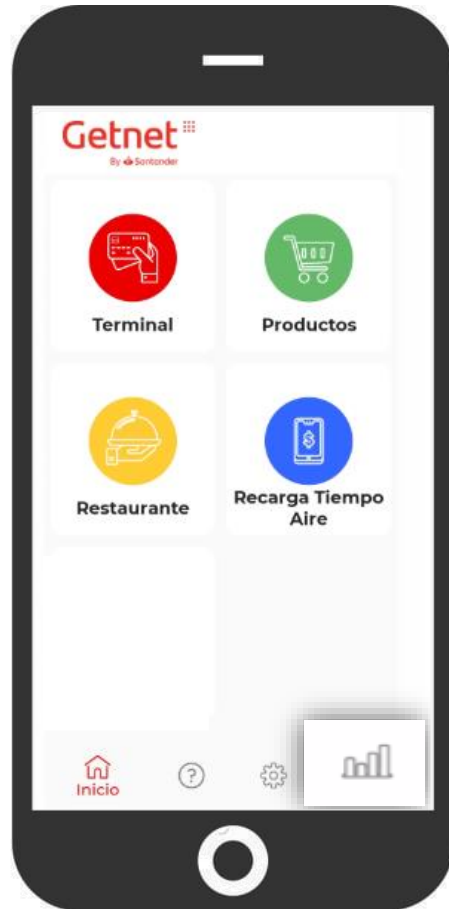 Getnet
By Santander
Terminal
Productos
Restaurante
Recarga Tiempo
Aire
$
?
Inicio